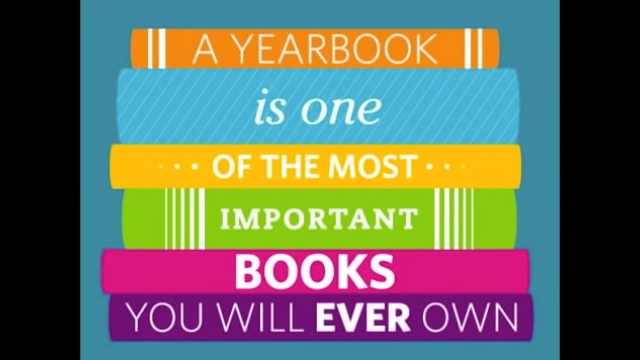 A YEARBOOK
is one
OF THE MOST
IMPORTANT
BOOKS
YOU WILL EVER OWN